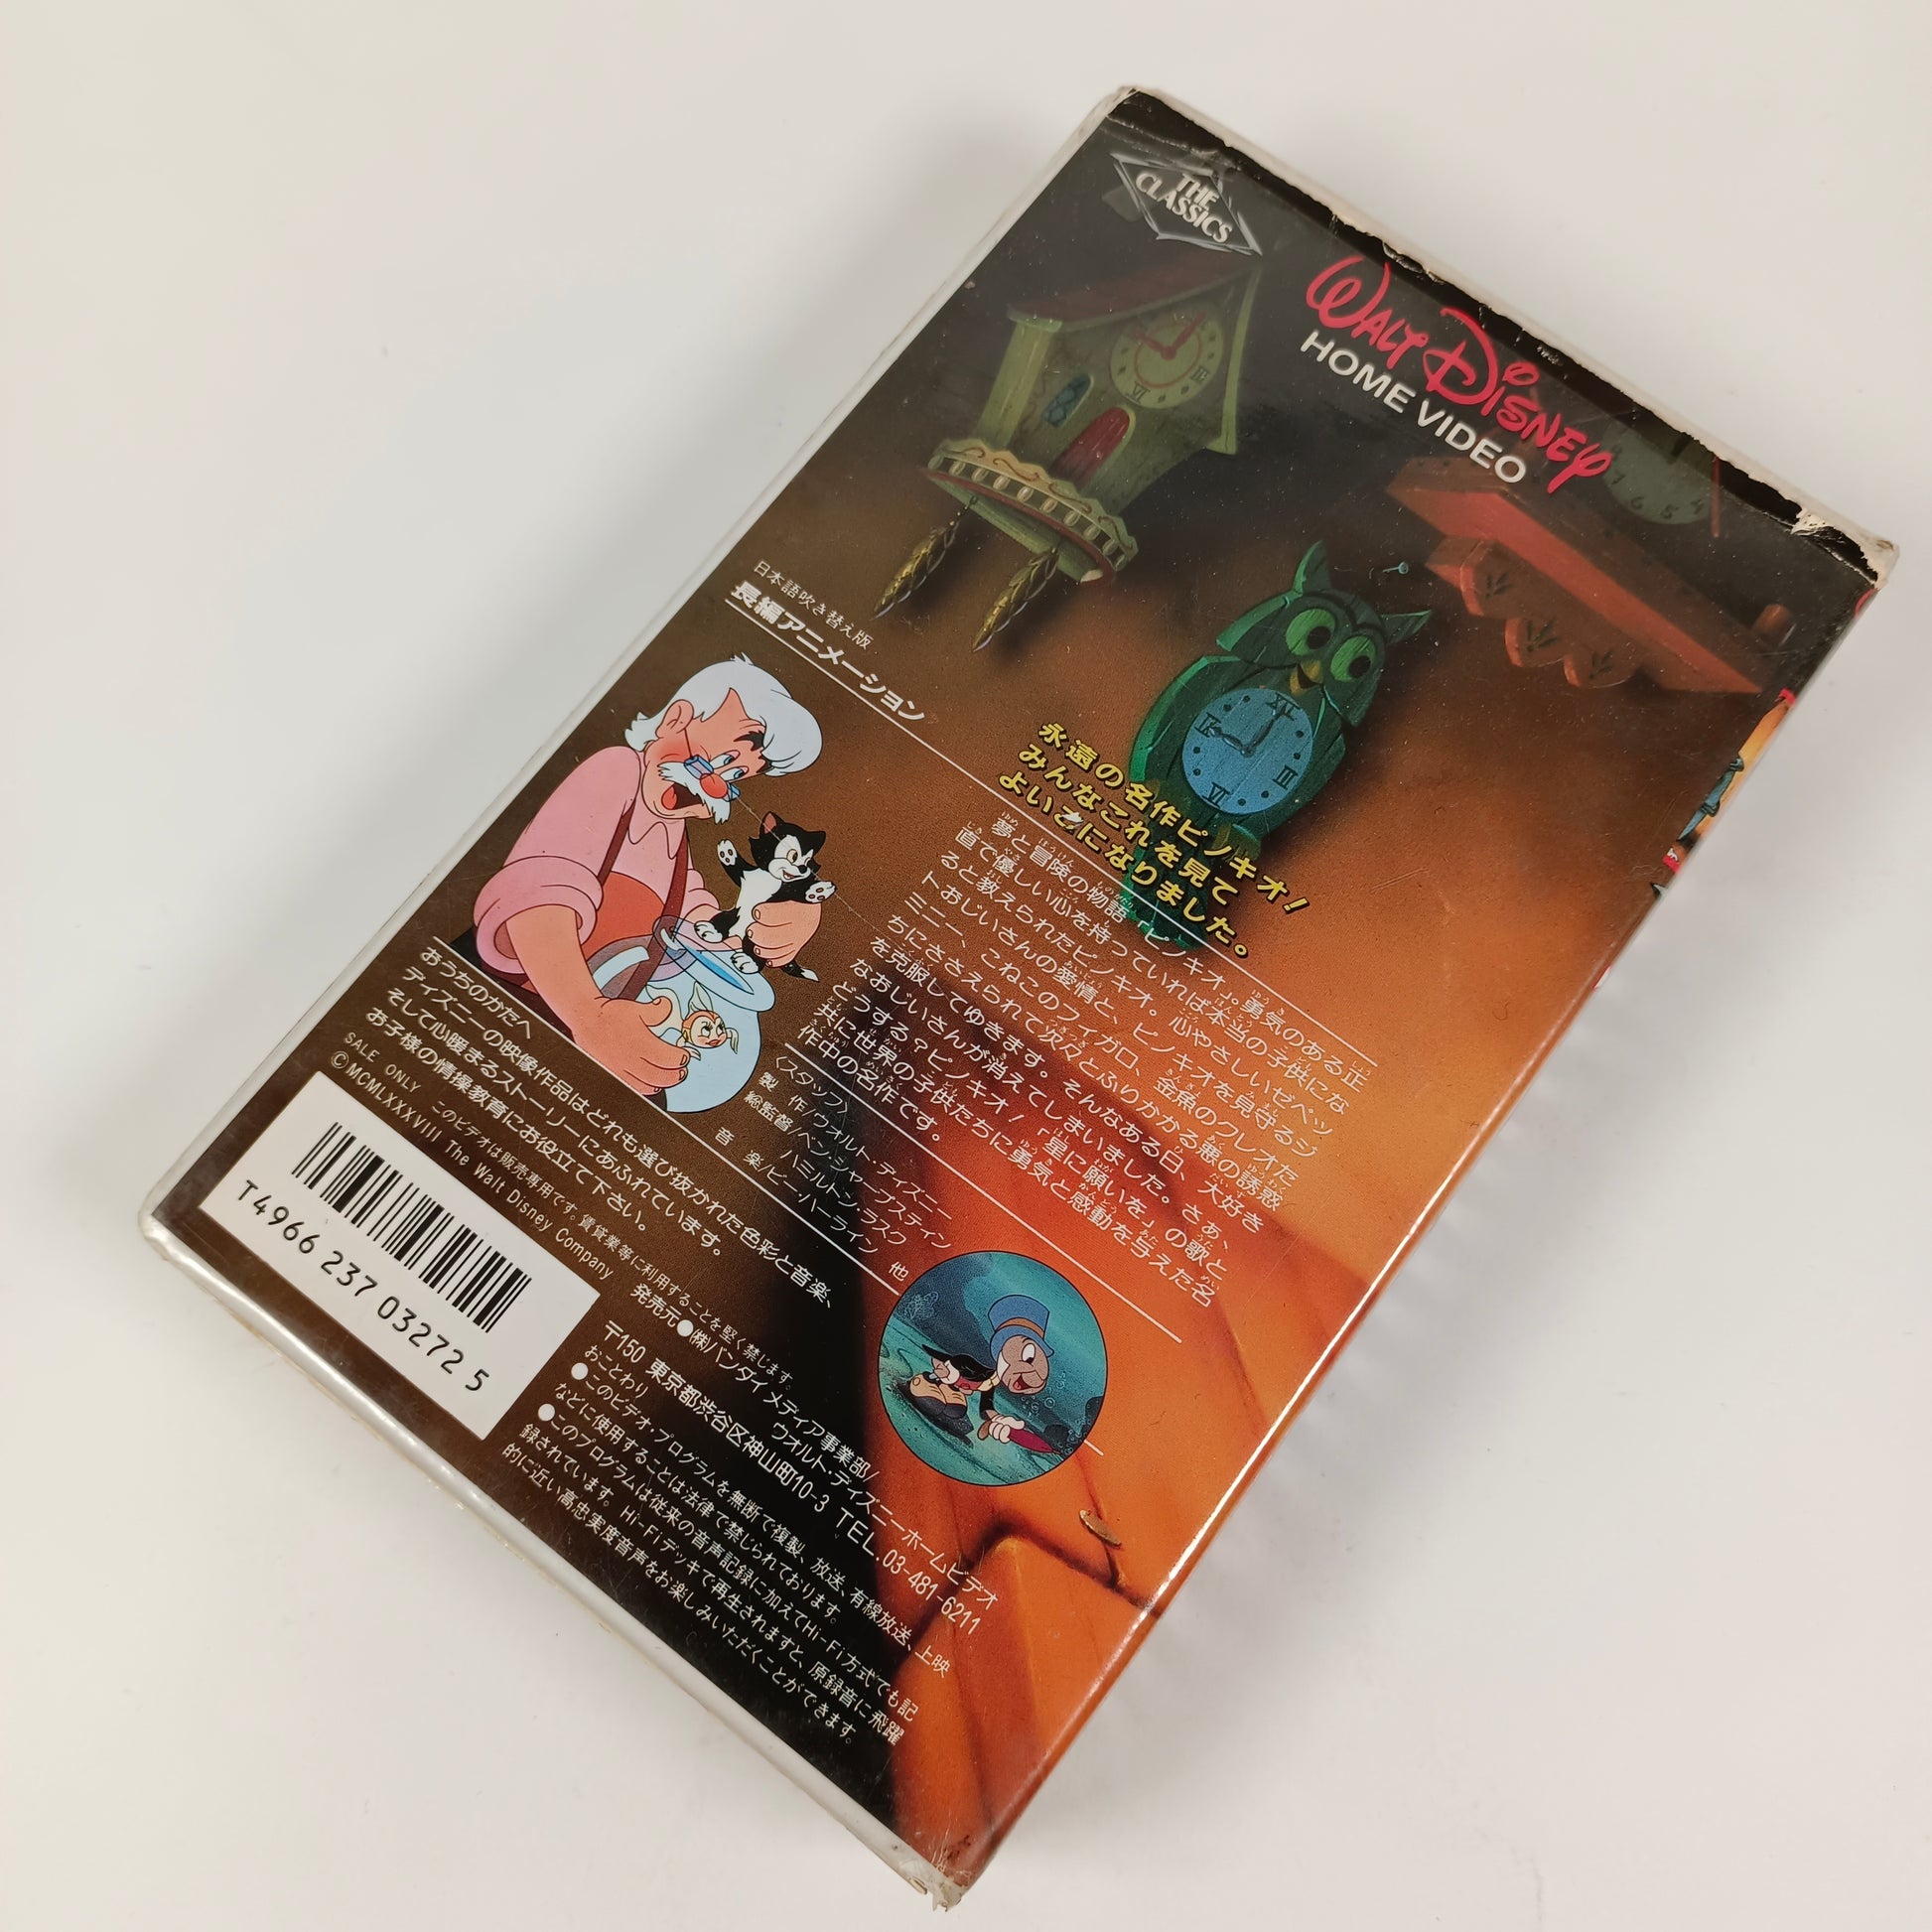 THE
CLASSICS
WALT DISNEY
HOME VIDEO
日本語吹き替え版
長編アニメーション
永遠の名作ピノキオ!
みんなこれを見て
よいこになりました。
夢と冒険の物語「ピノキオ」。勇気のある正
直で優しい心を持っていれば本当の子供にな
ると教えられたピノキオ。心やさしいゼペッ
トおじいさんの愛情と、ピノキオを見守るジ
ミニー、こねこのフィガロ、金魚のクレオた
ちにささえられて次々とふりかかる悪の誘惑
を克服してゆきます。そんなある日、大好き
なおじいさんが消えてしまいました。さぁ、
どうする?ピノキオ!「星に願いを」の歌と
共に世界の子供たちに勇気と感動を与えた名
作中の名作です。
〈スタッフ〉
製 作/ウオルト・ディズニー
総監督/ベン・シャープスティン
ハミルトン・ラスク
音 楽/ビー・ハーライン 他
おうちのかたへ
ディズニーの映像作品はどれも選び抜かれた色彩と音楽、
そして心暖まるストーリーにあふれています。
お子様の情操教育にお役立て下さい。
SALE ONLY このビデオは販売専用です。賃貸業等に利用することを堅く禁じます。
©MCMLXXXVIII The Walt Disney Company
発売元●㈱バンダイメディア事業部/
ウオルト・ディズニーホームビデオ
〒150 東京都渋谷区神山町10-3 TEL.03-481-6211
おことわり
●このビデオ・プログラムを無断で複製、放送、有線放送、上映
などに使用することは法律で禁じられております。
●このプログラムは従来の音声記録に加えてHi-Fi方式でも記
録されています。Hi-Fiデッキで再生されますと、原録音に飛躍
的に近い高忠実度音声をお楽しみいただくことができます。
T4966 237 03272 5